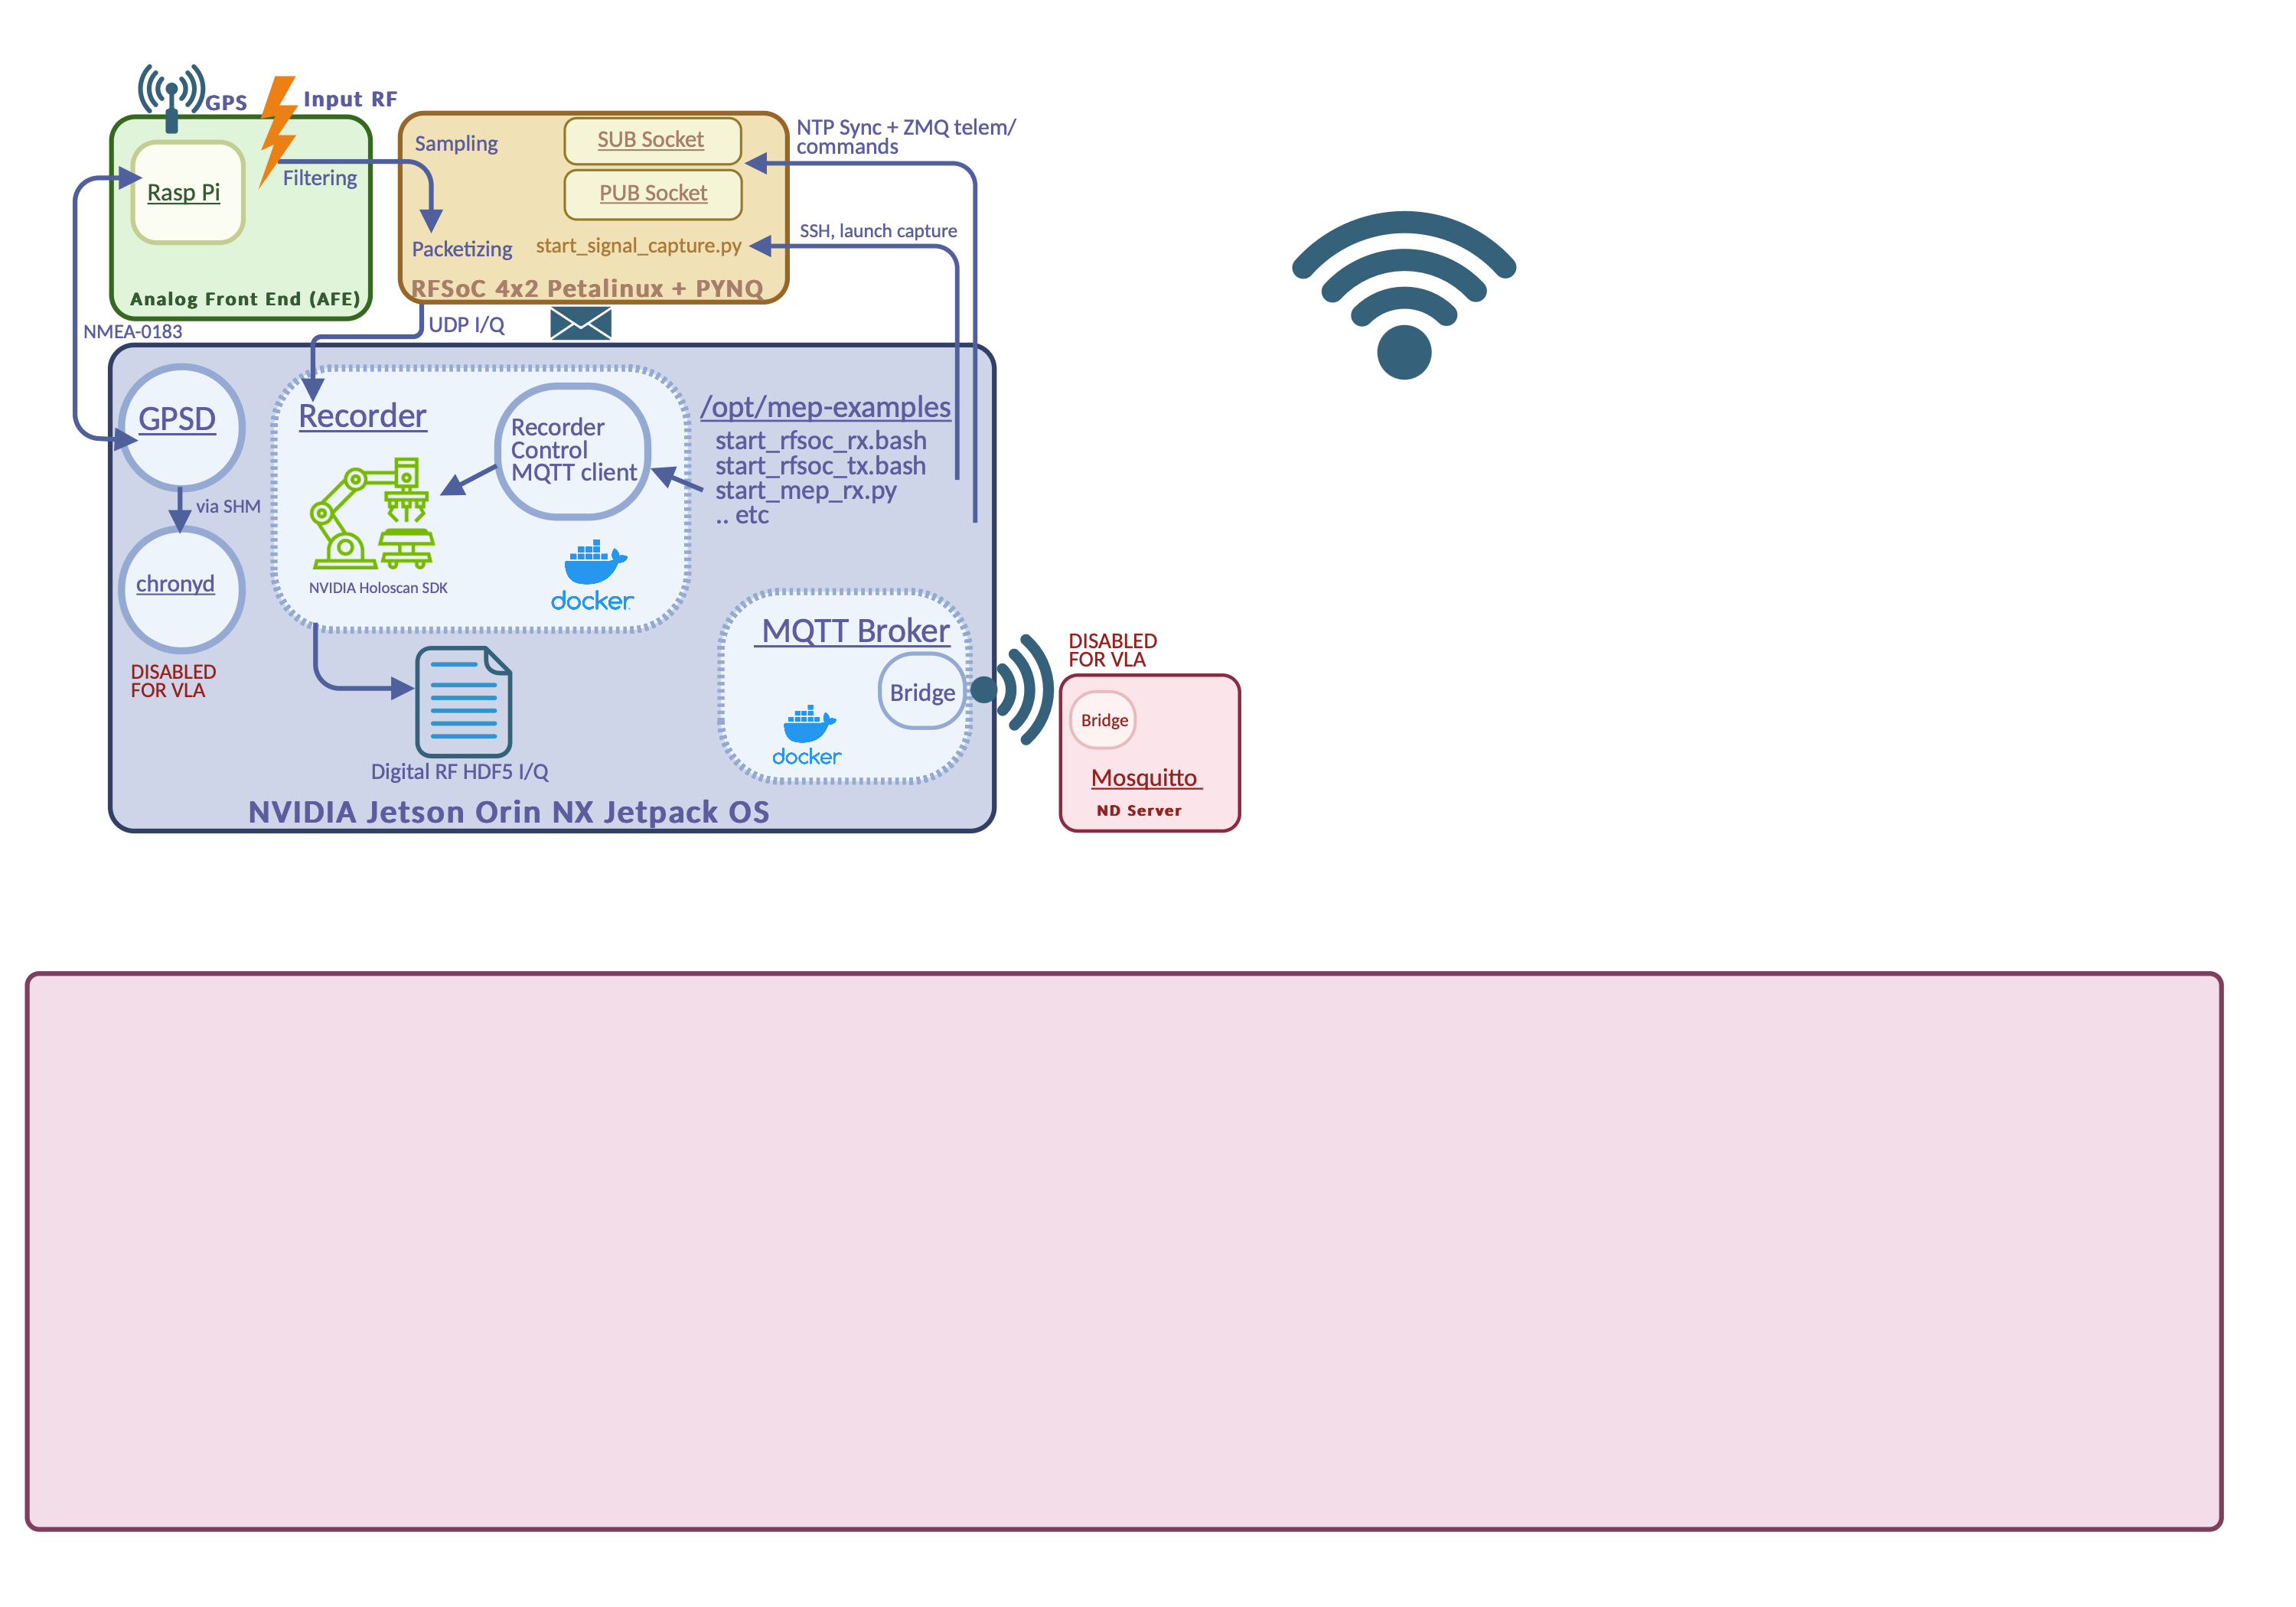 GPS
Input RF
Rasp Pi
Filtering
Analog Front End (AFE)
Sampling
Packetizing
SUB Socket
PUB Socket
start_signal_capture.py
RFSoC 4x2 Petalinux + PYNQ
NTP Sync + ZMQ telem/
commands
SSH, launch capture
NMEA-0183
UDP I/Q
GPSD
via SHM
chronyd
DISABLED
FOR VLA
Recorder
Recorder
Control
MQTT client
NVIDIA Holoscan SDK
docker
/opt/mep-examples
start_rfsoc_rx.bash
start_rfsoc_tx.bash
start_mep_rx.py
.. etc
Digital RF HDF5 I/Q
MQTT Broker
Bridge
docker
NVIDIA Jetson Orin NX Jetpack OS
DISABLED
FOR VLA
Bridge
Mosquitto
ND Server